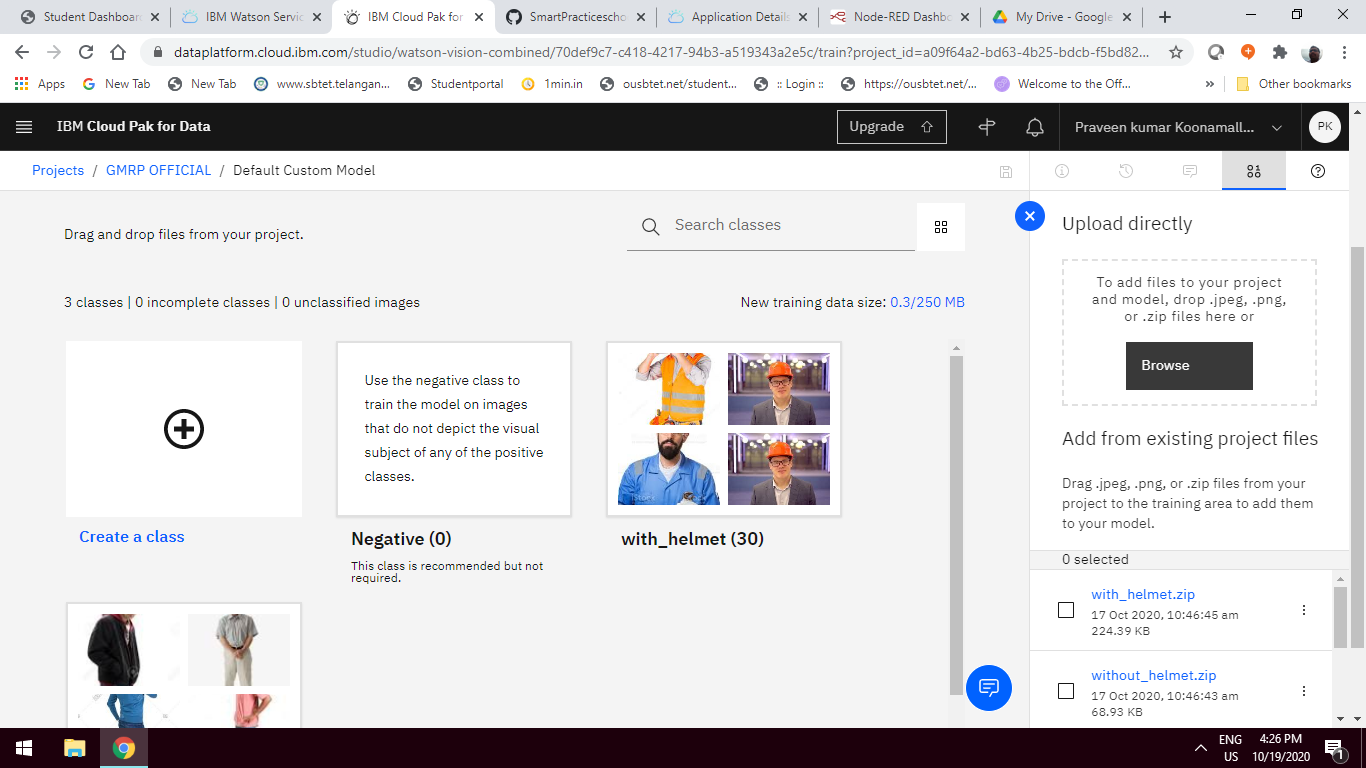 Student Dashboar
IBM Watson Servic
IBM Cloud Pak for
SmartPracticescho
Application Details
Node-RED Dashbo
My Drive - Google
dataplatform.cloud.ibm.com/studio/watson-vision-combined/70def9c7-c418-4217-94b3-a519343a2e5c/train?project_id=a09f64a2-bd63-4b25-bdcb-f5bd82...
Apps
New Tab
New Tab
www.sbtet.telangan...
Studentportal
1min.in
ousbtet.net/student...
:: Login ::
https://ousbtet.net/...
Welcome to the Off...
»
Other bookmarks
IBM Cloud Pak for Data
Upgrade
Praveen kumar Koonamall...
PK
Projects / GMRP OFFICIAL / Default Custom Model
Drag and drop files from your project.
Search classes
3 classes | 0 incomplete classes | 0 unclassified images
New training data size: 0.3/250 MB
Create a class
Use the negative class to
train the model on images
that do not depict the visual
subject of any of the positive
classes.
Negative (0)
This class is recommended but not
required.
with_helmet (30)
Upload directly
To add files to your project
and model, drop .jpeg, .png,
or .zip files here or
Browse
Add from existing project files
Drag .jpeg, .png, or .zip files from your
project to the training area to add them
to your model.
0 selected
with_helmet.zip
17 Oct 2020, 10:46:45 am
224.39 KB
without_helmet.zip
17 Oct 2020, 10:46:43 am
68.93 KB
ENG
US
4:26 PM
10/19/2020
1